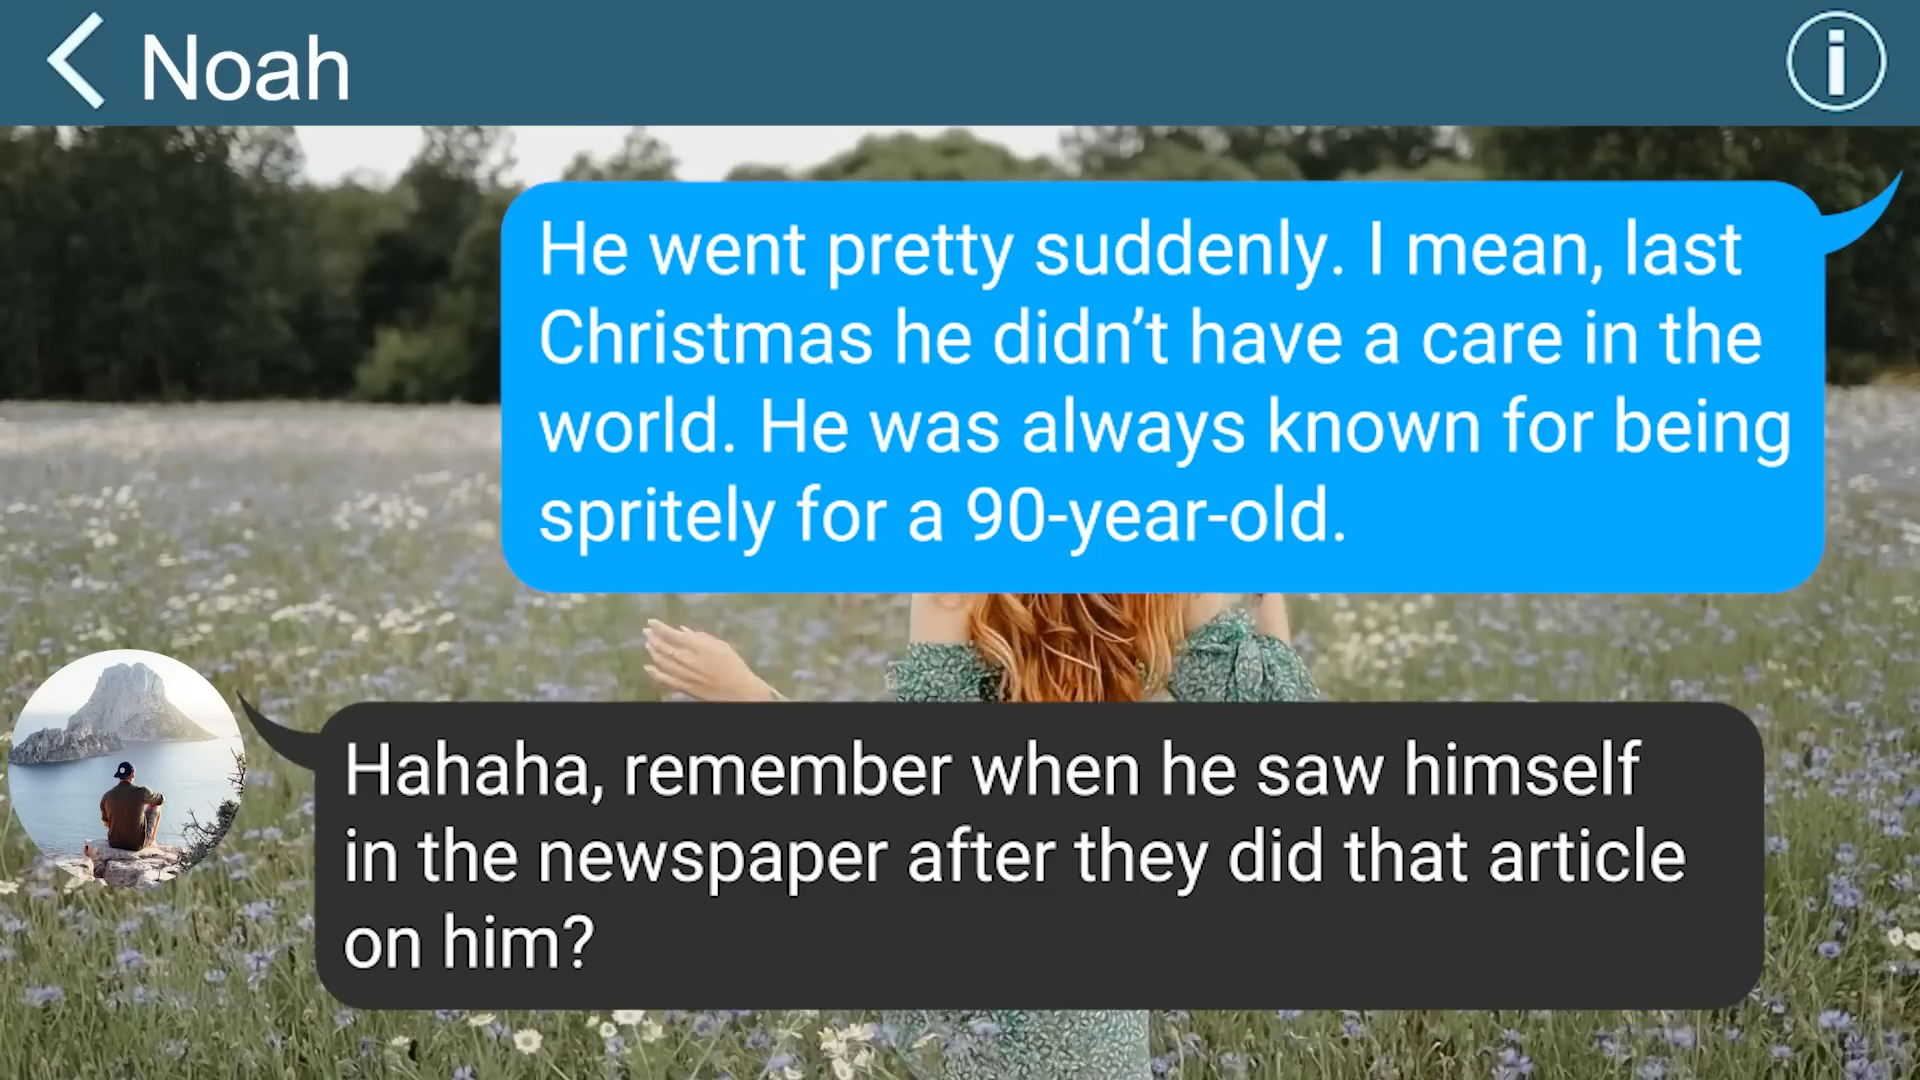 Noah
He went pretty suddenly. I mean, last
Christmas he didn’t have a care in the
world. He was always known for being
spritely for a 90-year-old.
Hahaha, remember when he saw himself
in the newspaper after they did that article
on him?